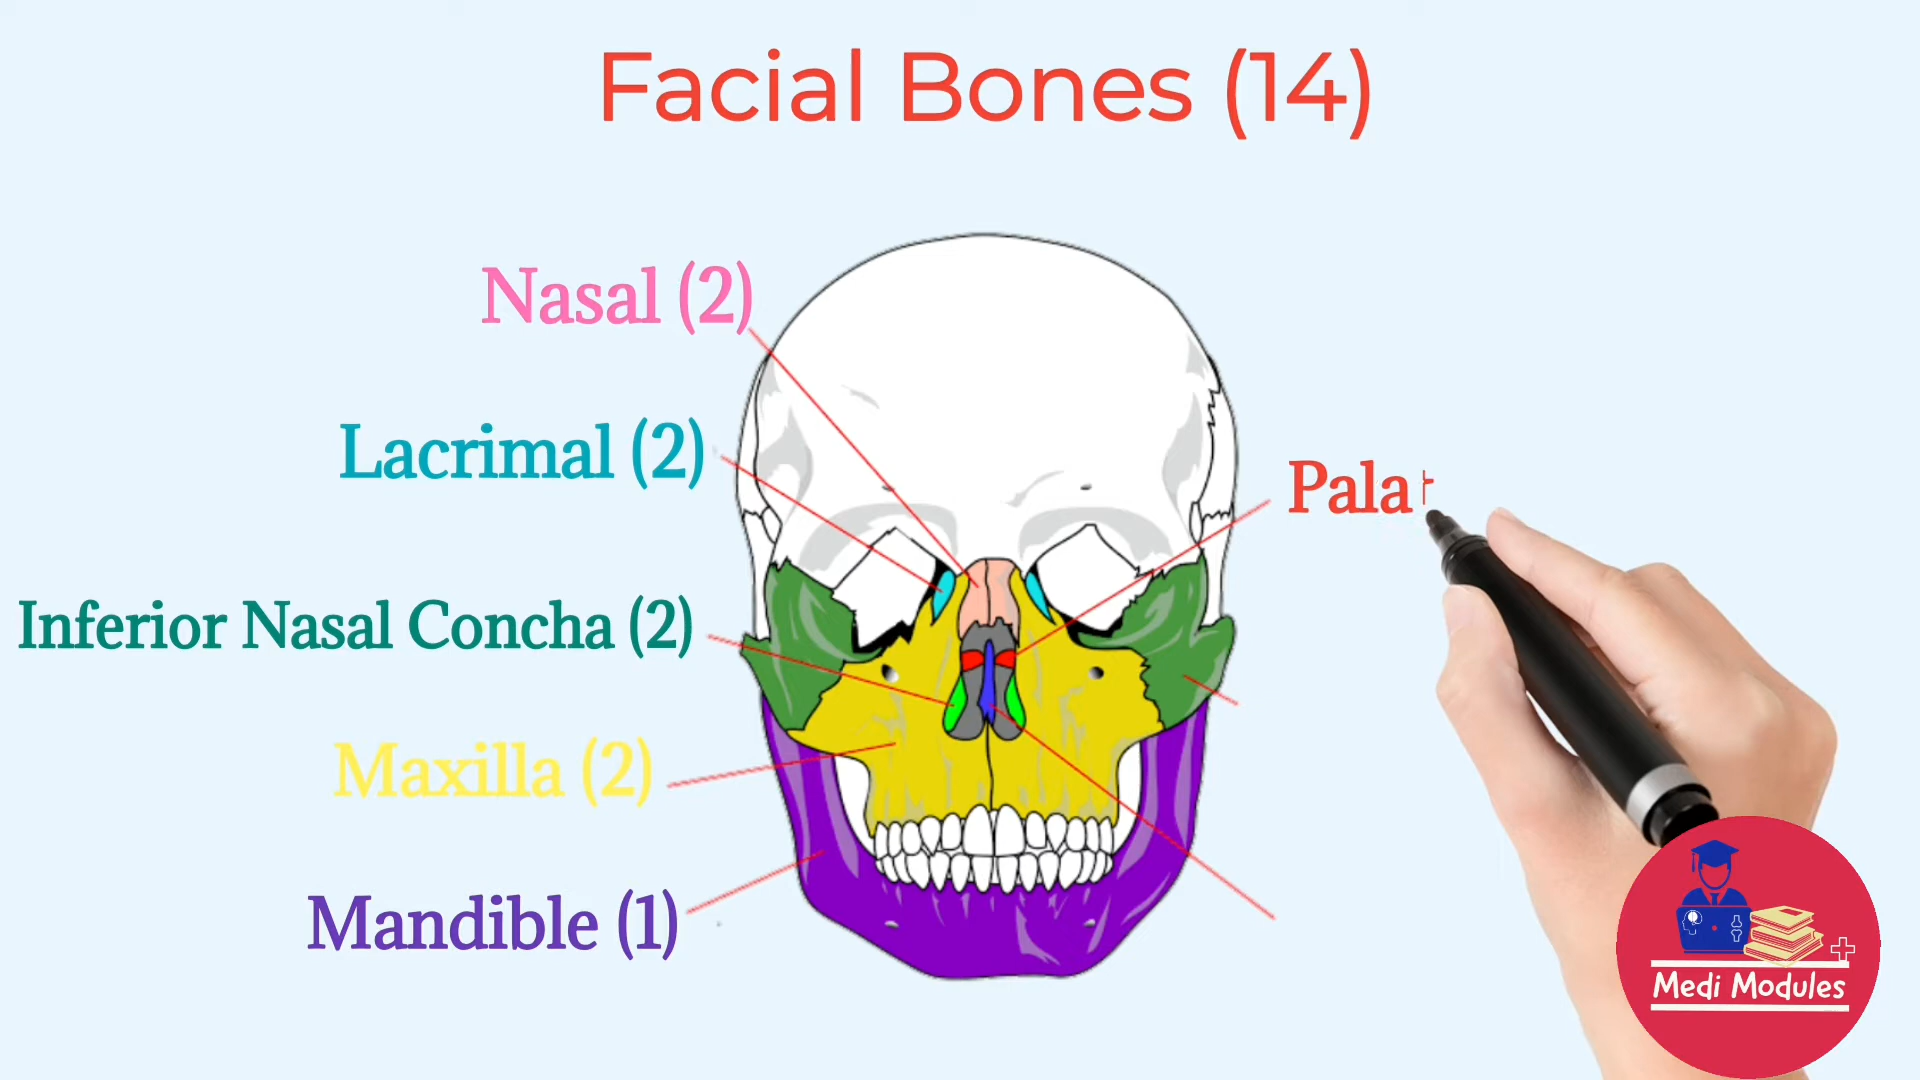 Facial Bones (14)
Nasal (2)
Lacrimal (2)
Inferior Nasal Concha (2)
Maxilla (2)
Mandible (1)
Pala
Medi Modules